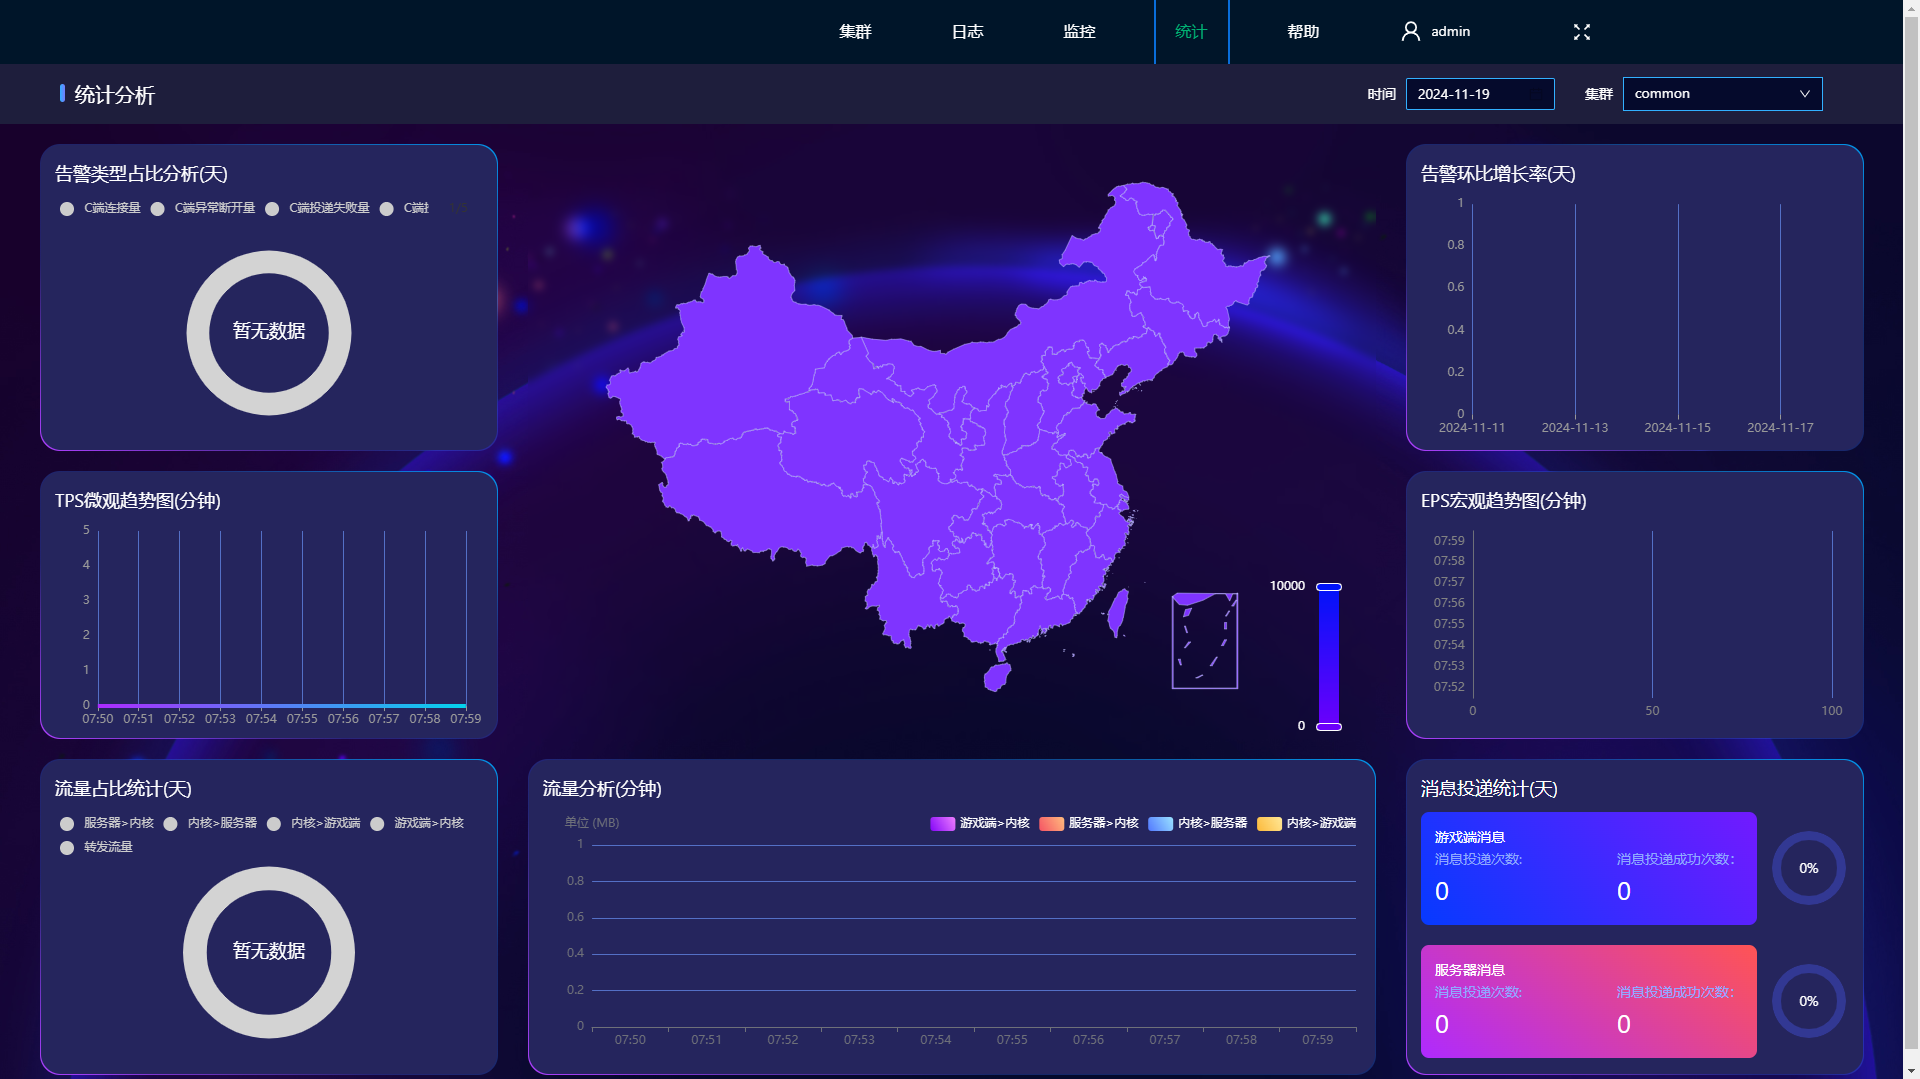 集群 日志 监控 统计 帮助 admin
统计分析 时间 2024-11-19 集群 common
告警类型占比分析(天)
C端连接量 C端异常断开量 C端投递失败量 C端
暂无数据
告警环比增长率(天)
1
0.8
0.6
0.4
0.2
0
2024-11-11 2024-11-13 2024-11-15 2024-11-17
TPS微观趋势图(分钟)
5
4
3
2
1
0
07:50 07:51 07:52 07:53 07:54 07:55 07:56 07:57 07:58 07:59
10000
0
EPS宏观趋势图(分钟)
07:59
07:58
07:57
07:56
07:55
07:54
07:53
07:52
0 50 100
流量占比统计(天)
服务器>内核 内核>服务器 内核>游戏端 游戏端>内核
转发流量
暂无数据
流量分析(分钟)
单位 (MB) 游戏端>内核 服务器>内核 内核>服务器 内核>游戏端
1
0.8
0.6
0.4
0.2
0
07:50 07:51 07:52 07:53 07:54 07:55 07:56 07:57 07:58 07:59
消息投递统计(天)
游戏端消息
消息投递次数: 消息投递成功次数:
0 0
0%
服务器消息
消息投递次数: 消息投递成功次数:
0 0
0%